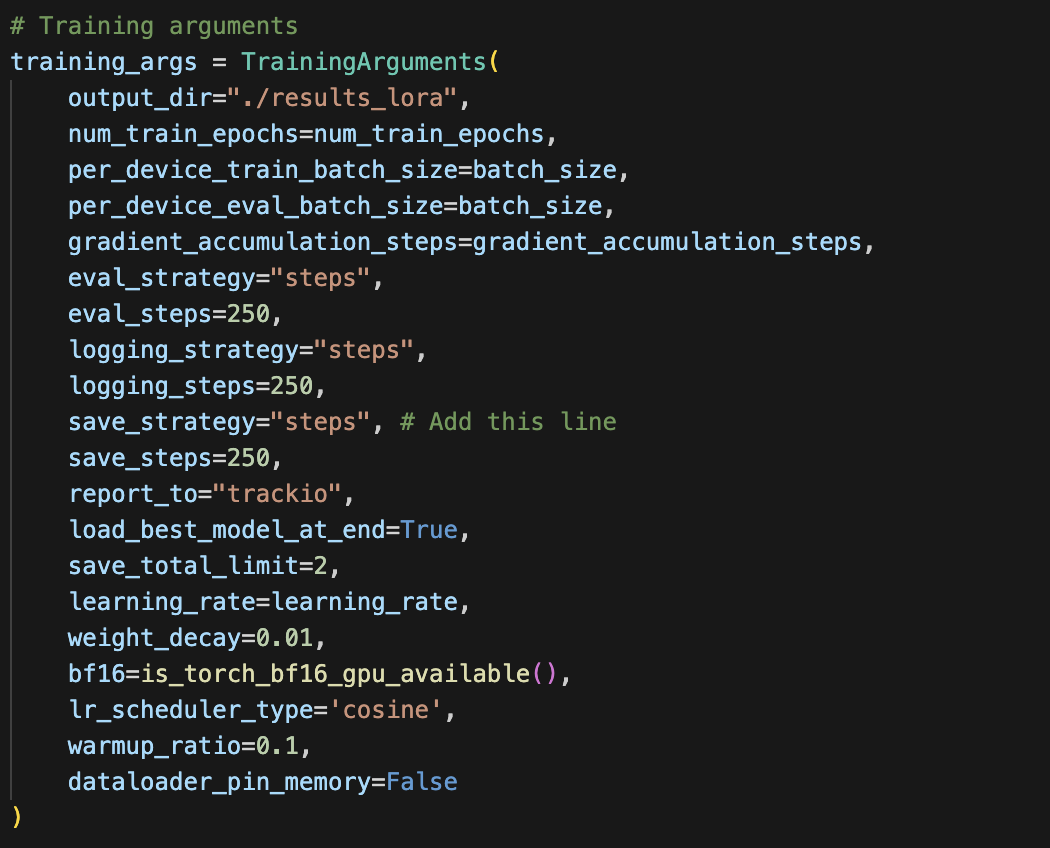 # Training arguments
training_args = TrainingArguments(
    output_dir="./results_lora",
    num_train_epochs=num_train_epochs,
    per_device_train_batch_size=batch_size,
    per_device_eval_batch_size=batch_size,
    gradient_accumulation_steps=gradient_accumulation_steps,
    eval_strategy="steps",
    eval_steps=250,
    logging_strategy="steps",
    logging_steps=250,
    save_strategy="steps", # Add this line
    save_steps=250,
    report_to="trackio",
    load_best_model_at_end=True,
    save_total_limit=2,
    learning_rate=learning_rate,
    weight_decay=0.01,
    bf16=is_torch_bf16_gpu_available(),
    lr_scheduler_type='cosine',
    warmup_ratio=0.1,
    dataloader_pin_memory=False
)